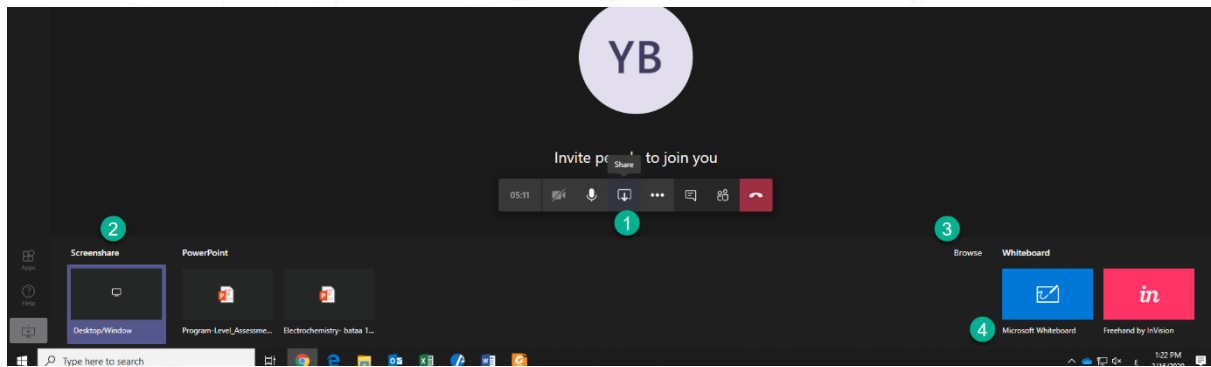 YB
Invite pe to join you
Share
05:11
1
2
3
Screenshare
PowerPoint
Browse
Whiteboard
Apps
Help
in
Desktop/Window
Program-Level_Assessme...
Electrochemistry- bataa 1...
4
Microsoft Whiteboard
Freehand by InVision
Type here to search
1:22 PM